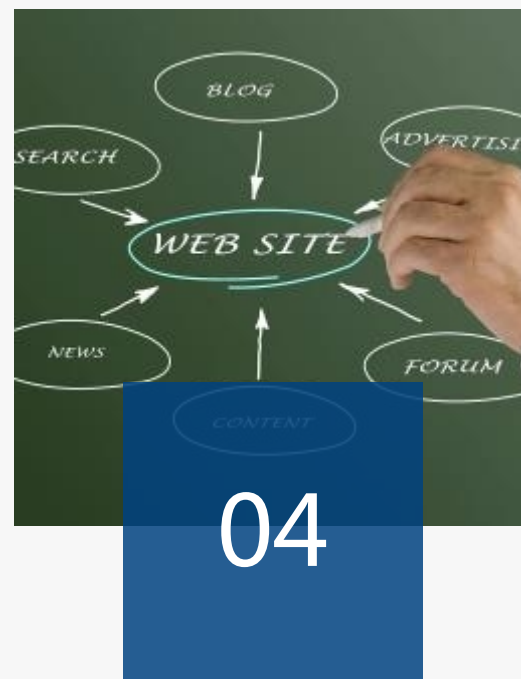 BLOG
SEARCH
ADVERTISI
WEB SITE
NEWS
FORUM
CONTENT
04